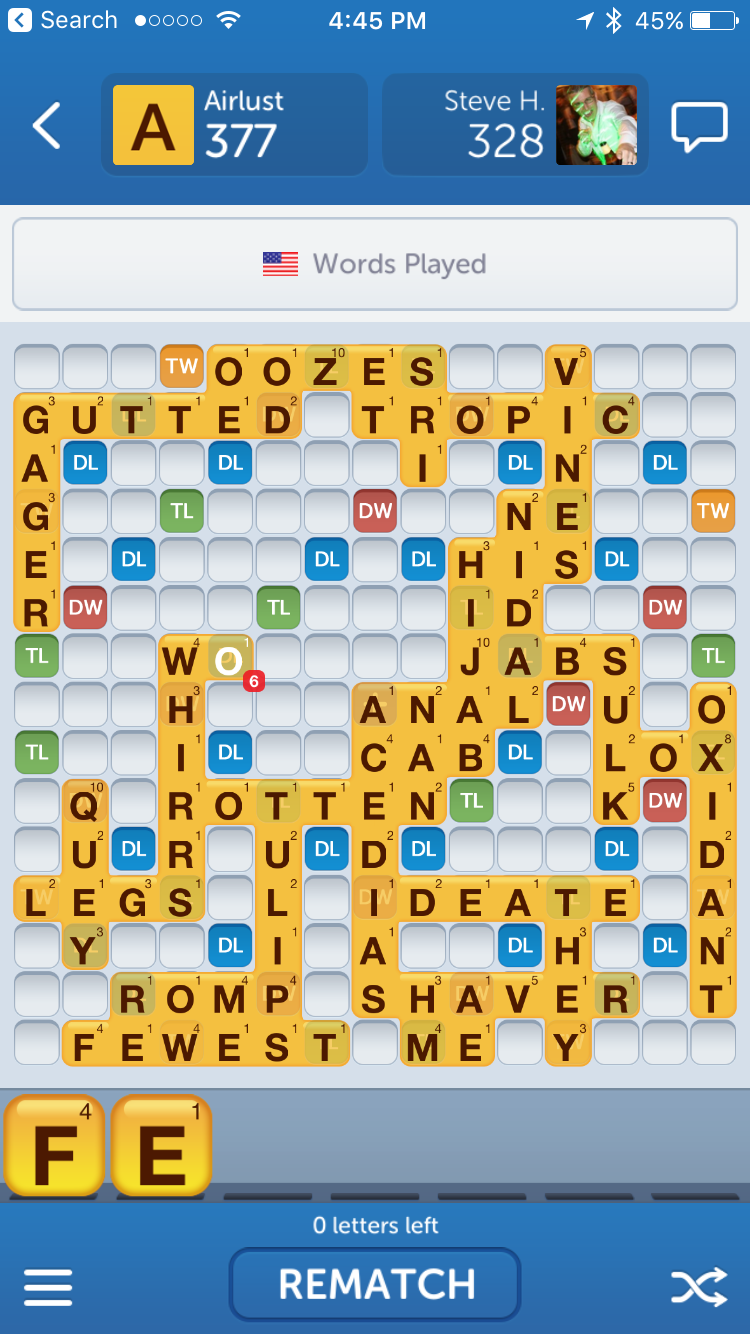 Search 4:45 PM 45%
A Airlust 377 Steve H. 328
Words Played
TW OOZES V
GUTTED TROPIC
A DL DL I DL N DL
G TL DW NE TW
E DL DL DL HIS DL
R DW TL ID DW
TL WO JABS TL
6
H ANAL DW U O
TL I DL CAB DL LOX
Q ROTTEN TL K DW I
U DL R U DL D DL DL D
LEGS L IDEATE A
Y DL I A DL H DL N
ROMP SHAVER T
FEWEST ME Y
F 4 E 1
0 letters left
REMATCH